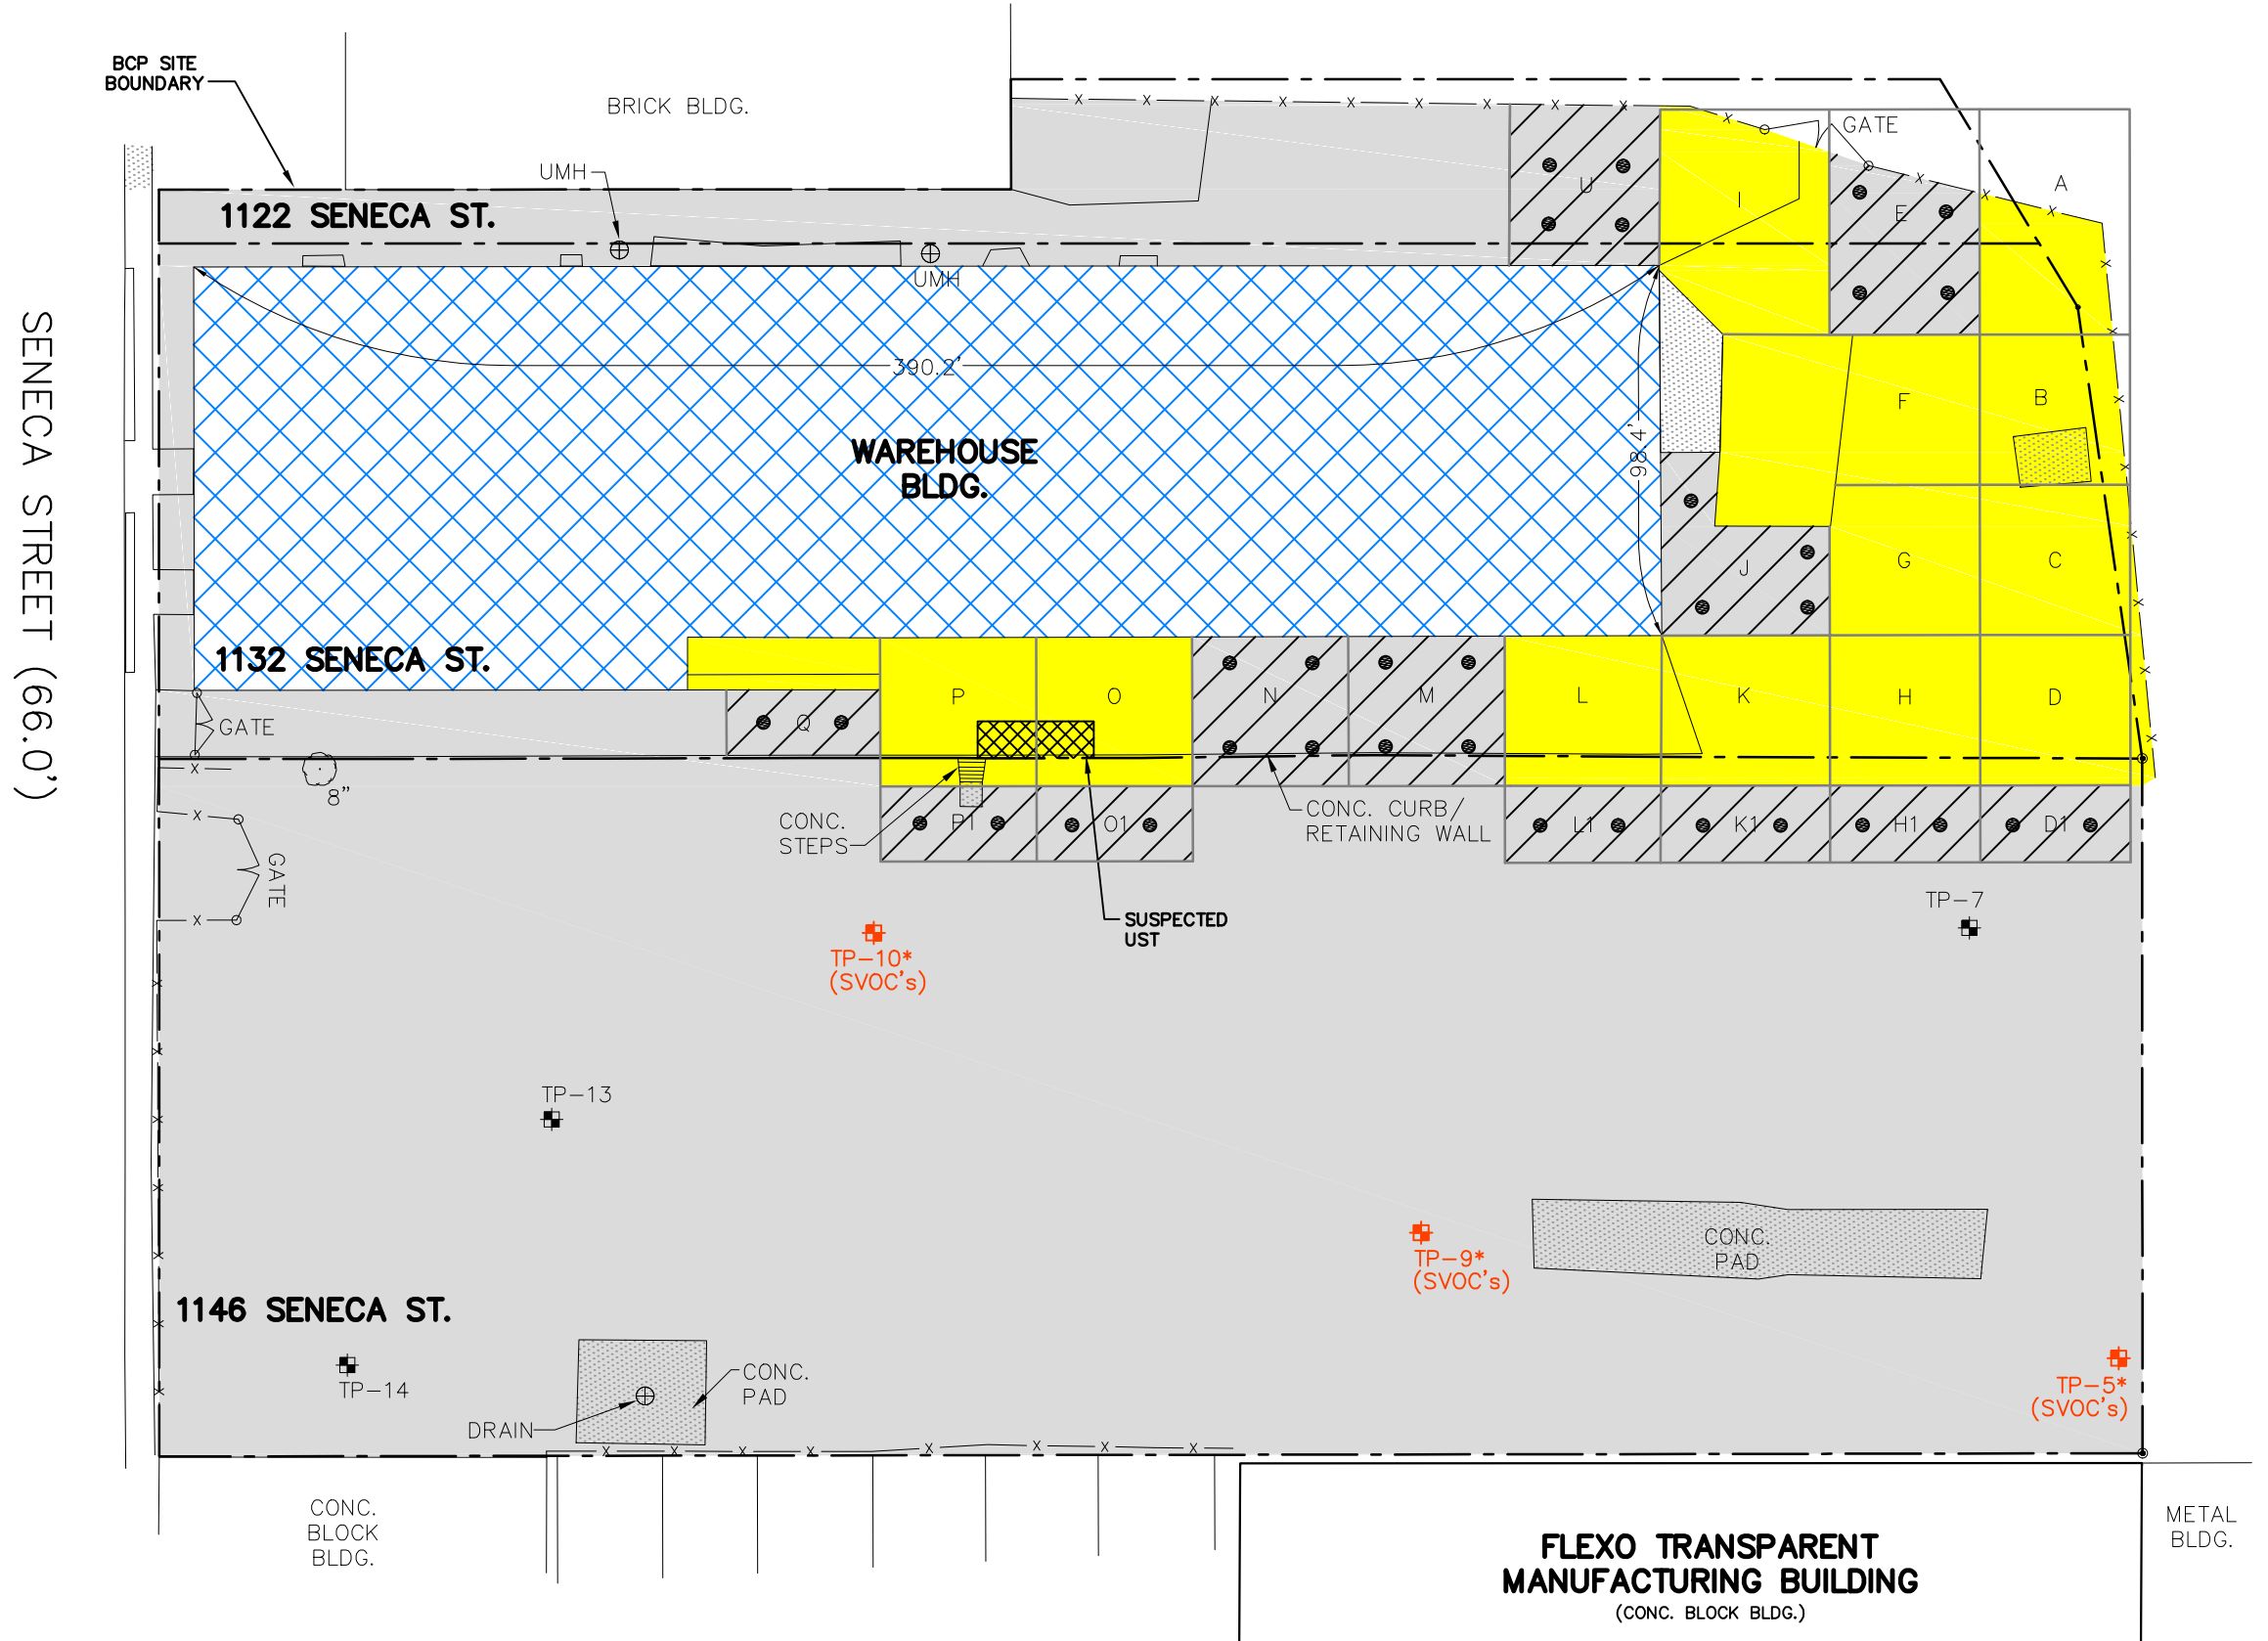 BCP SITE
BOUNDARY
BRICK BLDG.
GATE
UMH
1122 SENECA ST.
U
I
E
A
UMH
390.2'
98.4'
WAREHOUSE
BLDG.
F
B
G
C
J
1132 SENECA ST.
SENECA STREET (66.0')
P
O
N
M
L
K
H
D
Q
GATE
8"
GATE
CONC.
STEPS
P1
O1
CONC. CURB/
RETAINING WALL
L1
K1
H1
D1
SUSPECTED
UST
TP-7
TP-10*
(SVOC's)
TP-13
TP-9*
(SVOC's)
CONC.
PAD
1146 SENECA ST.
TP-14
CONC.
PAD
DRAIN
TP-5*
(SVOC's)
CONC.
BLOCK
BLDG.
METAL
BLDG.
FLEXO TRANSPARENT
MANUFACTURING BUILDING
(CONC. BLOCK BLDG.)